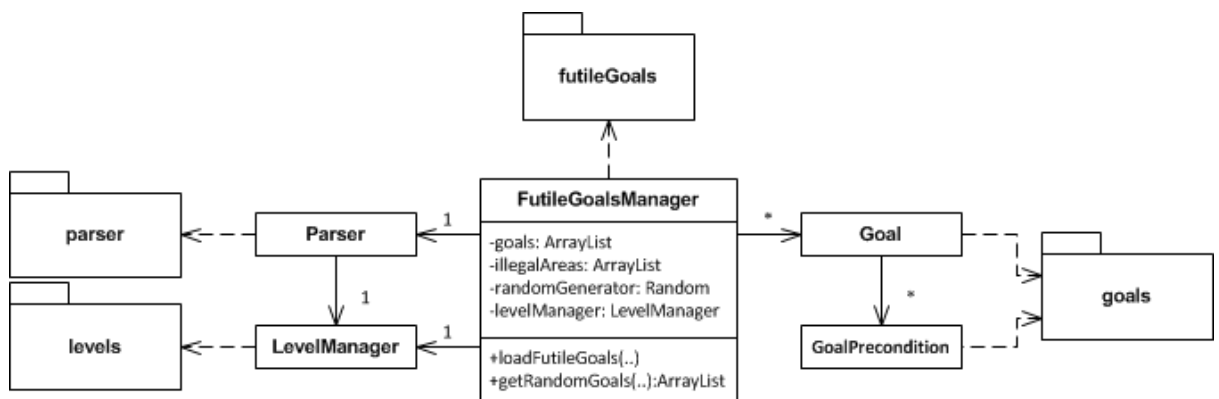 futileGoals
FutileGoalsManager
-goals: ArrayList
-illegalAreas: ArrayList
-randomGenerator: Random
-levelManager: LevelManager
+loadFutileGoals(..)
+getRandomGoals(..):ArrayList
parser
Parser
1
*
Goal
goals
1
*
levels
LevelManager
1
GoalPrecondition